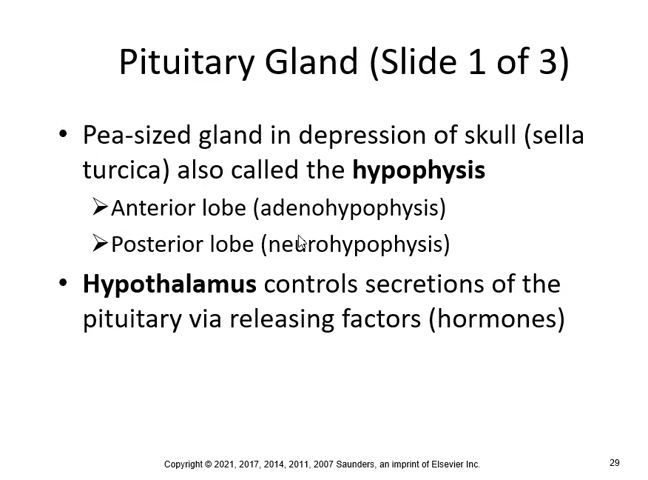 Pituitary Gland (Slide 1 of 3)
• Pea-sized gland in depression of skull (sella
turcica) also called the hypophysis
➢Anterior lobe (adenohypophysis)
➢Posterior lobe (neurohypophysis)
• Hypothalamus controls secretions of the
pituitary via releasing factors (hormones)
Copyright © 2021, 2017, 2014, 2011, 2007 Saunders, an imprint of Elsevier Inc.
29